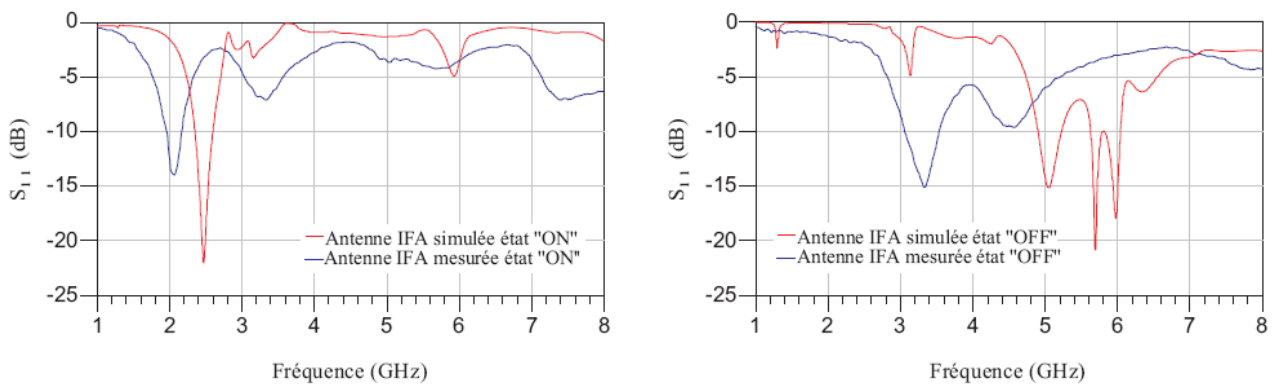 0
-5
-10
-15
-20
-25
S11 (dB)
Antenne IFA simulée état "ON"
Antenne IFA mesurée état "ON"
1 2 3 4 5 6 7 8
Fréquence (GHz)
0
-5
-10
-15
-20
-25
S11 (dB)
Antenne IFA simulée état "OFF"
Antenne IFA mesurée état "OFF"
1 2 3 4 5 6 7 8
Fréquence (GHz)